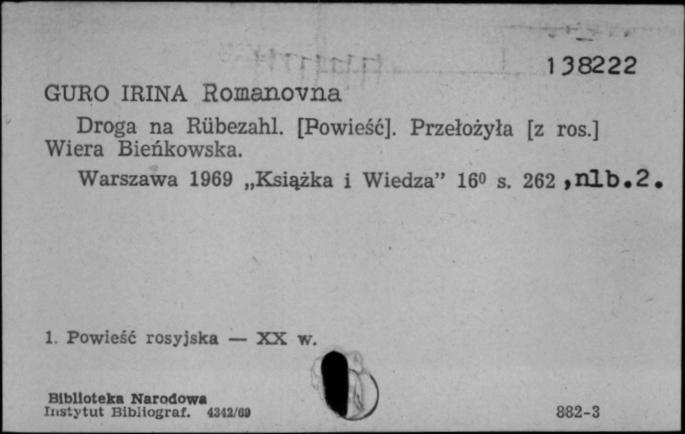 138222
GURO IRINA Romanovna
Droga na Rübezahl. [Powieść]. Przełożyła [z ros.]
Wiera Bieńkowska.
Warszawa 1969 „Książka i Wiedza” 16⁰ s. 262 ,nlb.2.
1. Powieść rosyjska — XX w.
Biblioteka Narodowa
Instytut Bibliograf. 4342/69
882-3